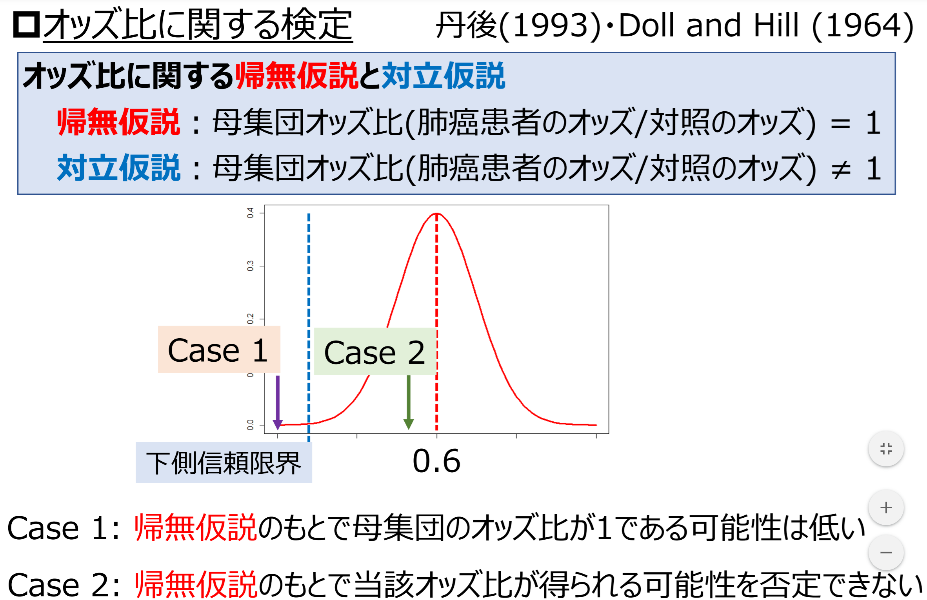 オッズ比に関する検定 丹後(1993)・Doll and Hill (1964)
オッズ比に関する帰無仮説と対立仮説
帰無仮説：母集団オッズ比(肺癌患者のオッズ/対照のオッズ) = 1
対立仮説：母集団オッズ比(肺癌患者のオッズ/対照のオッズ) ≠ 1
0.4
0.3
0.2
Case 1
Case 2
0.0
下側信頼限界
0.6
Case 1: 帰無仮説のもとで母集団のオッズ比が1である可能性は低い
Case 2: 帰無仮説のもとで当該オッズ比が得られる可能性を否定できない